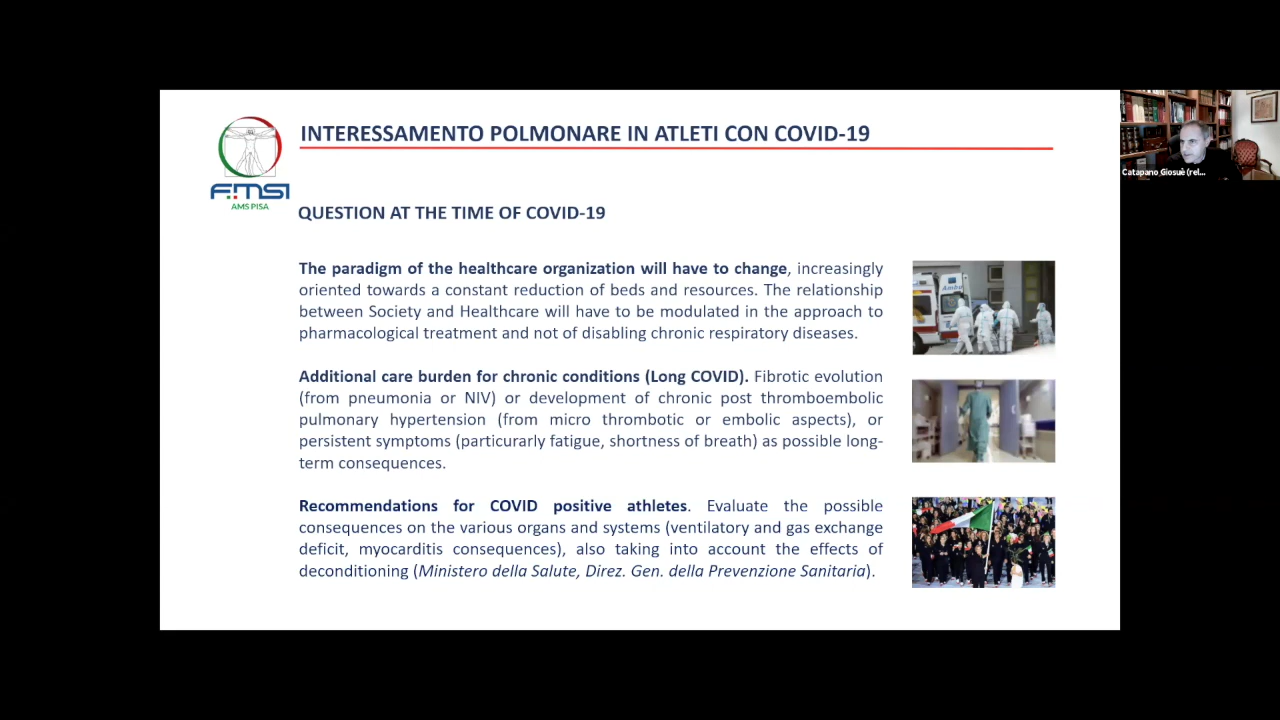 INTERESSAMENTO POLMONARE IN ATLETI CON COVID-19
FMSI
AMS PISA
QUESTION AT THE TIME OF COVID-19
The paradigm of the healthcare organization will have to change, increasingly
oriented towards a constant reduction of beds and resources. The relationship
between Society and Healthcare will have to be modulated in the approach to
pharmacological treatment and not of disabling chronic respiratory diseases.
Additional care burden for chronic conditions (Long COVID). Fibrotic evolution
(from pneumonia or NIV) or development of chronic post thromboembolic
pulmonary hypertension (from micro thrombotic or embolic aspects), or
persistent symptoms (particurarly fatigue, shortness of breath) as possible long-
term consequences.
Recommendations for COVID positive athletes. Evaluate the possible
consequences on the various organs and systems (ventilatory and gas exchange
deficit, myocarditis consequences), also taking into account the effects of
deconditioning (Ministero della Salute, Direz. Gen. della Prevenzione Sanitaria).
Catapano Giosuè (rel...